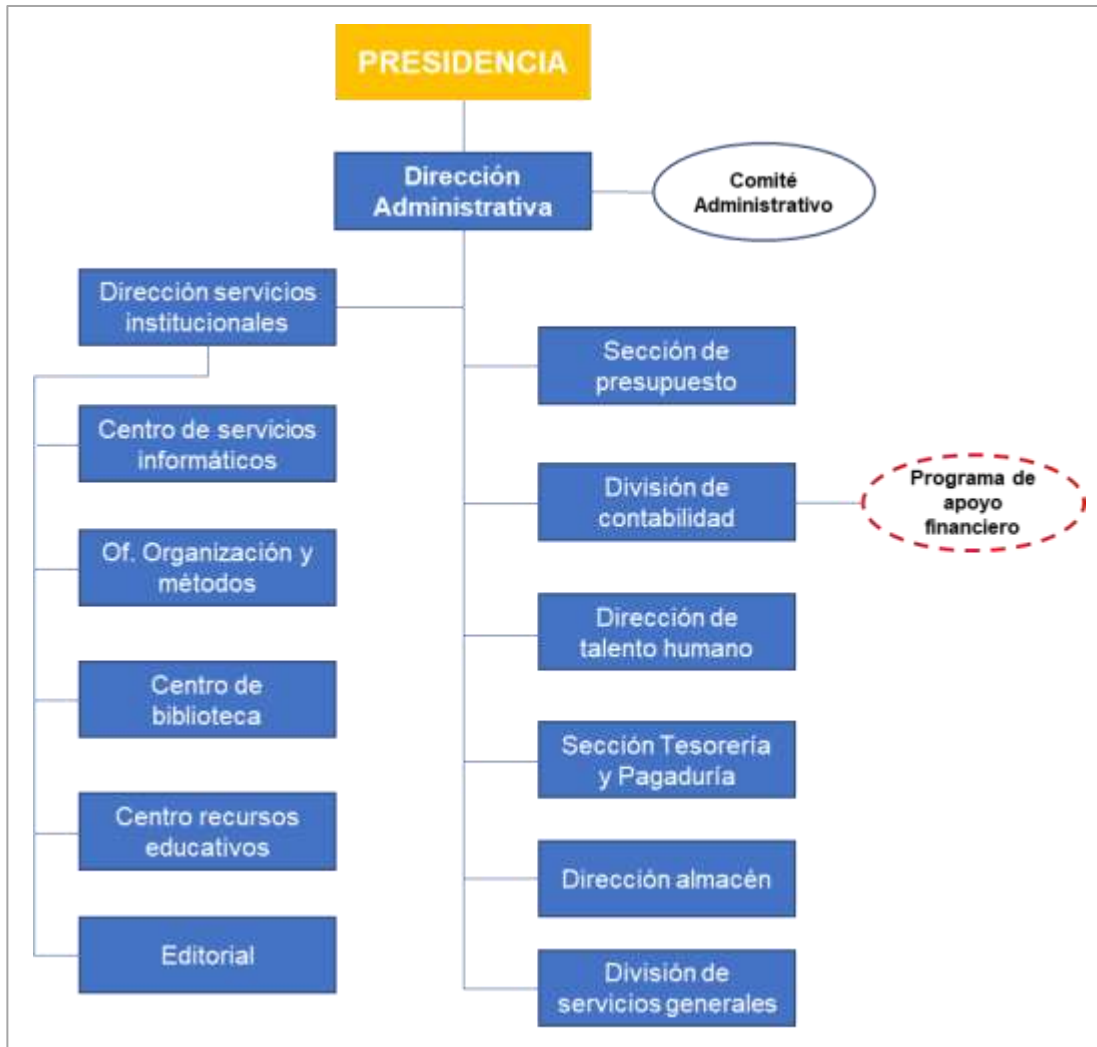 PRESIDENCIA
Dirección
Administrativa
Comité
Administrativo
Dirección servicios
institucionales
Centro de servicios
informáticos
Of. Organización y
métodos
Centro de
biblioteca
Centro recursos
educativos
Editorial
Sección de
presupuesto
División de
contabilidad
Programa de
apoyo
financiero
Dirección de
talento humano
Sección Tesorería
y Pagaduría
Dirección almacén
División de
servicios generales